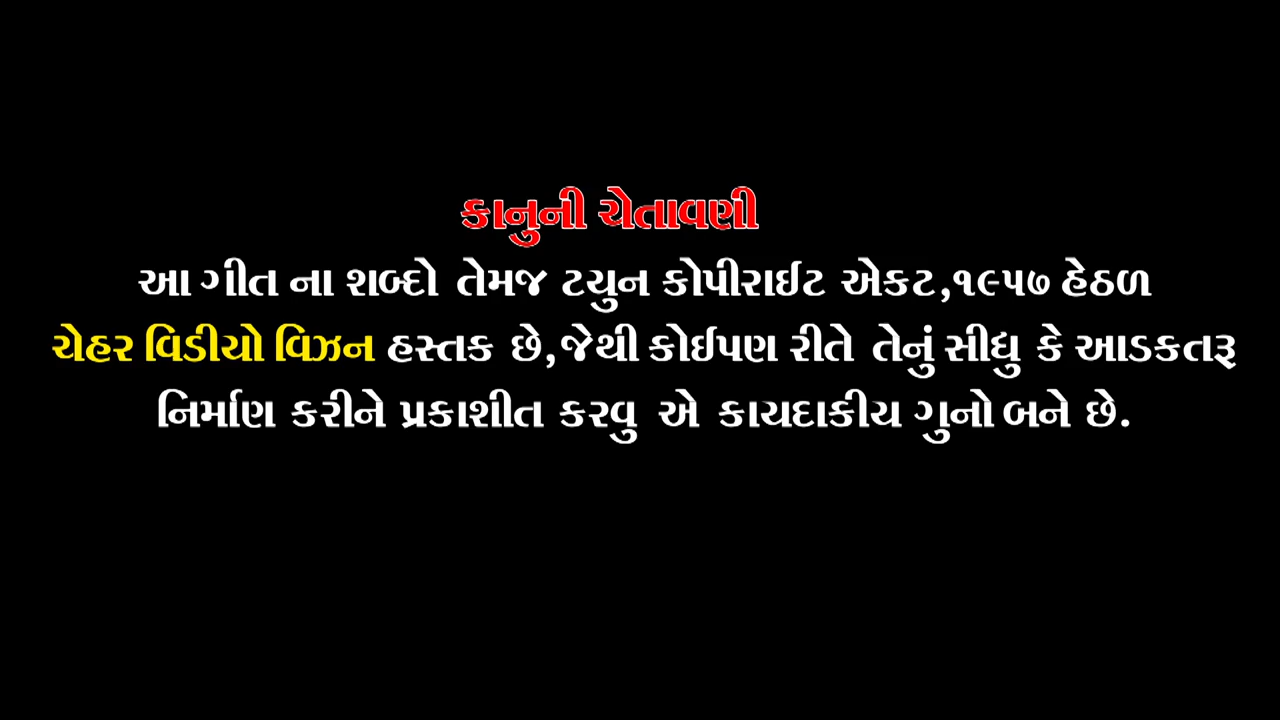 કાનુની ચેતાવણી
આ ગીત ના શબ્દો તેમજ ટયુન કોપીરાઈટ એકટ,૧૯૫૭ હેઠળ
ચેહર વિડીયો વિઝન હસ્તક છે,જેથી કોઈપણ રીતે તેનું સીધુ કે આડકતરૂ
નિર્માણ કરીને પ્રકાશીત કરવુ એ કાયદાકીય ગુનો બને છે.